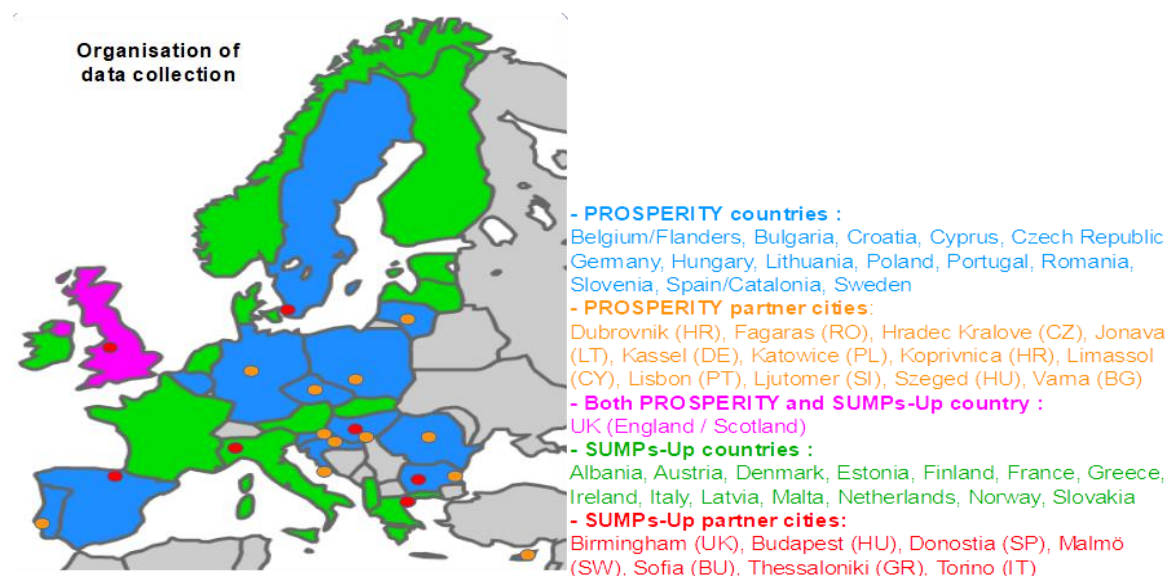 Organisation of
data collection
- PROSPERITY countries :
Belgium/Flanders, Bulgaria, Croatia, Cyprus, Czech Republic
Germany, Hungary, Lithuania, Poland, Portugal, Romania,
Slovenia, Spain/Catalonia, Sweden
- PROSPERITY partner cities:
Dubrovnik (HR), Fagaras (RO), Hradec Kralove (CZ), Jonava
(LT), Kassel (DE), Katowice (PL), Koprivnica (HR), Limassol
(CY), Lisbon (PT), Ljutomer (SI), Szeged (HU), Varna (BG)
- Both PROSPERITY and SUMPs-Up country :
UK (England / Scotland)
- SUMPs-Up countries :
Albania, Austria, Denmark, Estonia, Finland, France, Greece,
Ireland, Italy, Latvia, Malta, Netherlands, Norway, Slovakia
- SUMPs-Up partner cities:
Birmingham (UK), Budapest (HU), Donostia (SP), Malmö
(SW), Sofia (BU), Thessaloniki (GR), Torino (IT)